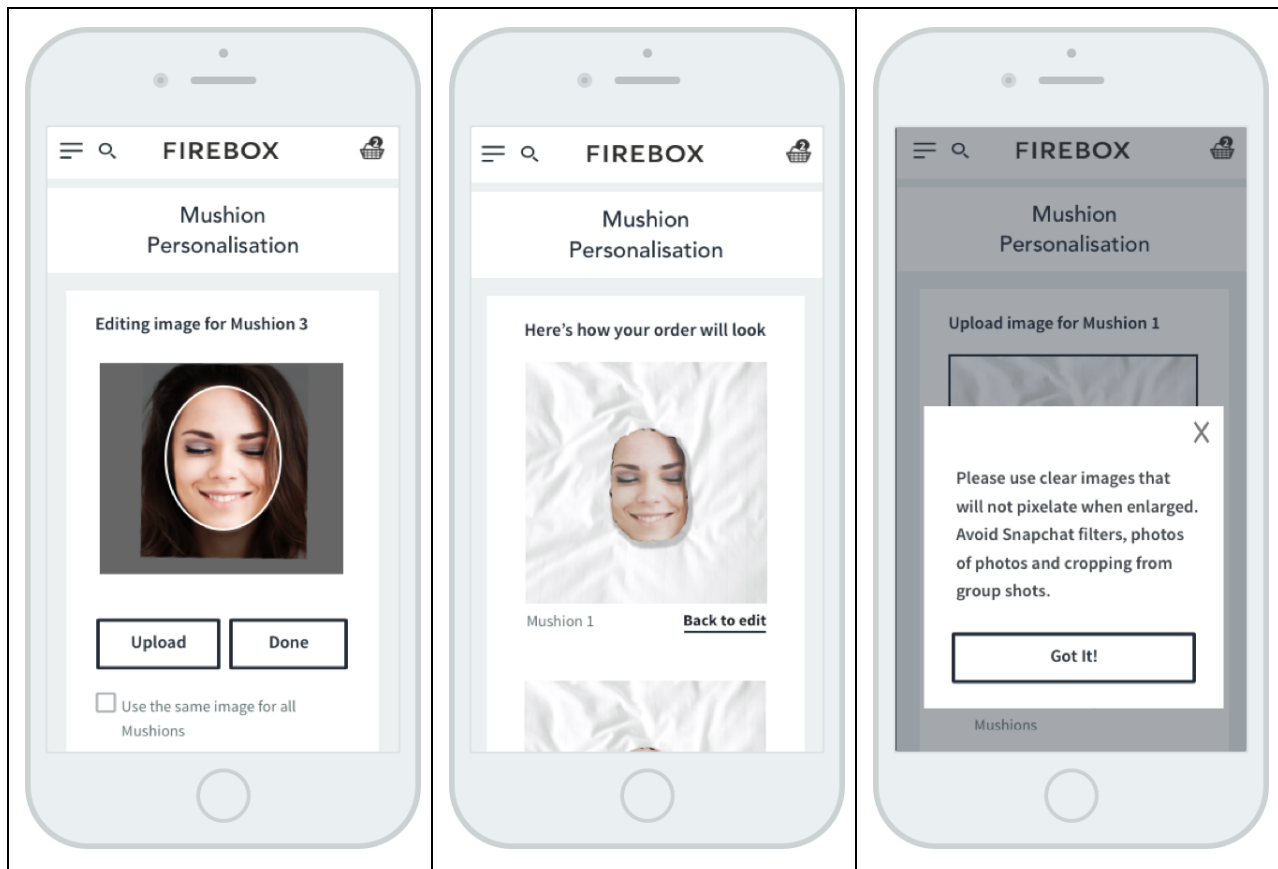 FIREBOX
2
Mushion
Personalisation
Editing image for Mushion 3
Upload
Done
Use the same image for all
Mushions
FIREBOX
2
Mushion
Personalisation
Here's how your order will look
Mushion 1
Back to edit
FIREBOX
2
Mushion
Personalisation
Upload image for Mushion 1
X
Please use clear images that
will not pixelate when enlarged.
Avoid Snapchat filters, photos
of photos and cropping from
group shots.
Got It!
Mushions